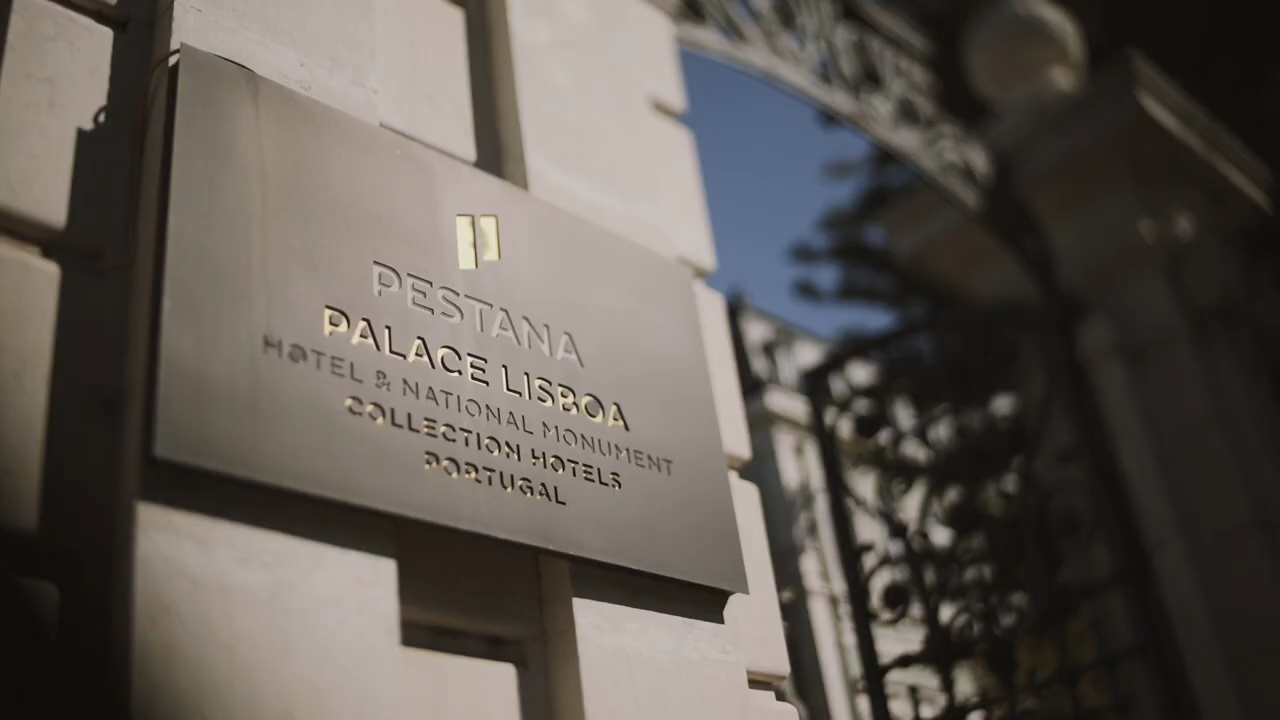 PESTANA
PALACE LISBOA
HOTEL & NATIONAL MONUMENT
COLLECTION HOTELS
PORTUGAL